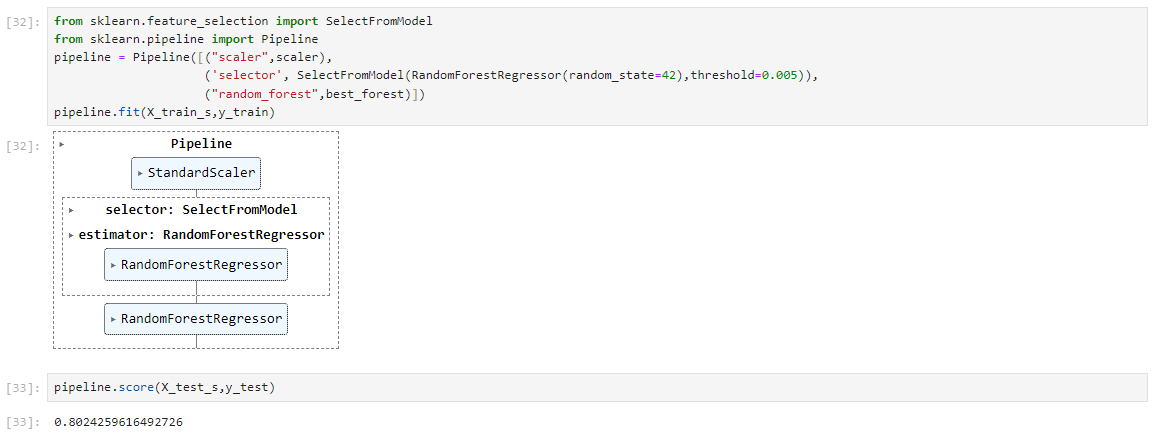 [32]: from sklearn.feature_selection import SelectFromModel
from sklearn.pipeline import Pipeline
pipeline = Pipeline([("scaler",scaler),
('selector', SelectFromModel(RandomForestRegressor(random_state=42),threshold=0.005)),
("random_forest",best_forest)])
pipeline.fit(X_train_s,y_train)
[32]: Pipeline
StandardScaler
selector: SelectFromModel
estimator: RandomForestRegressor
RandomForestRegressor
RandomForestRegressor
[33]: pipeline.score(X_test_s,y_test)
[33]: 0.8024259616492726